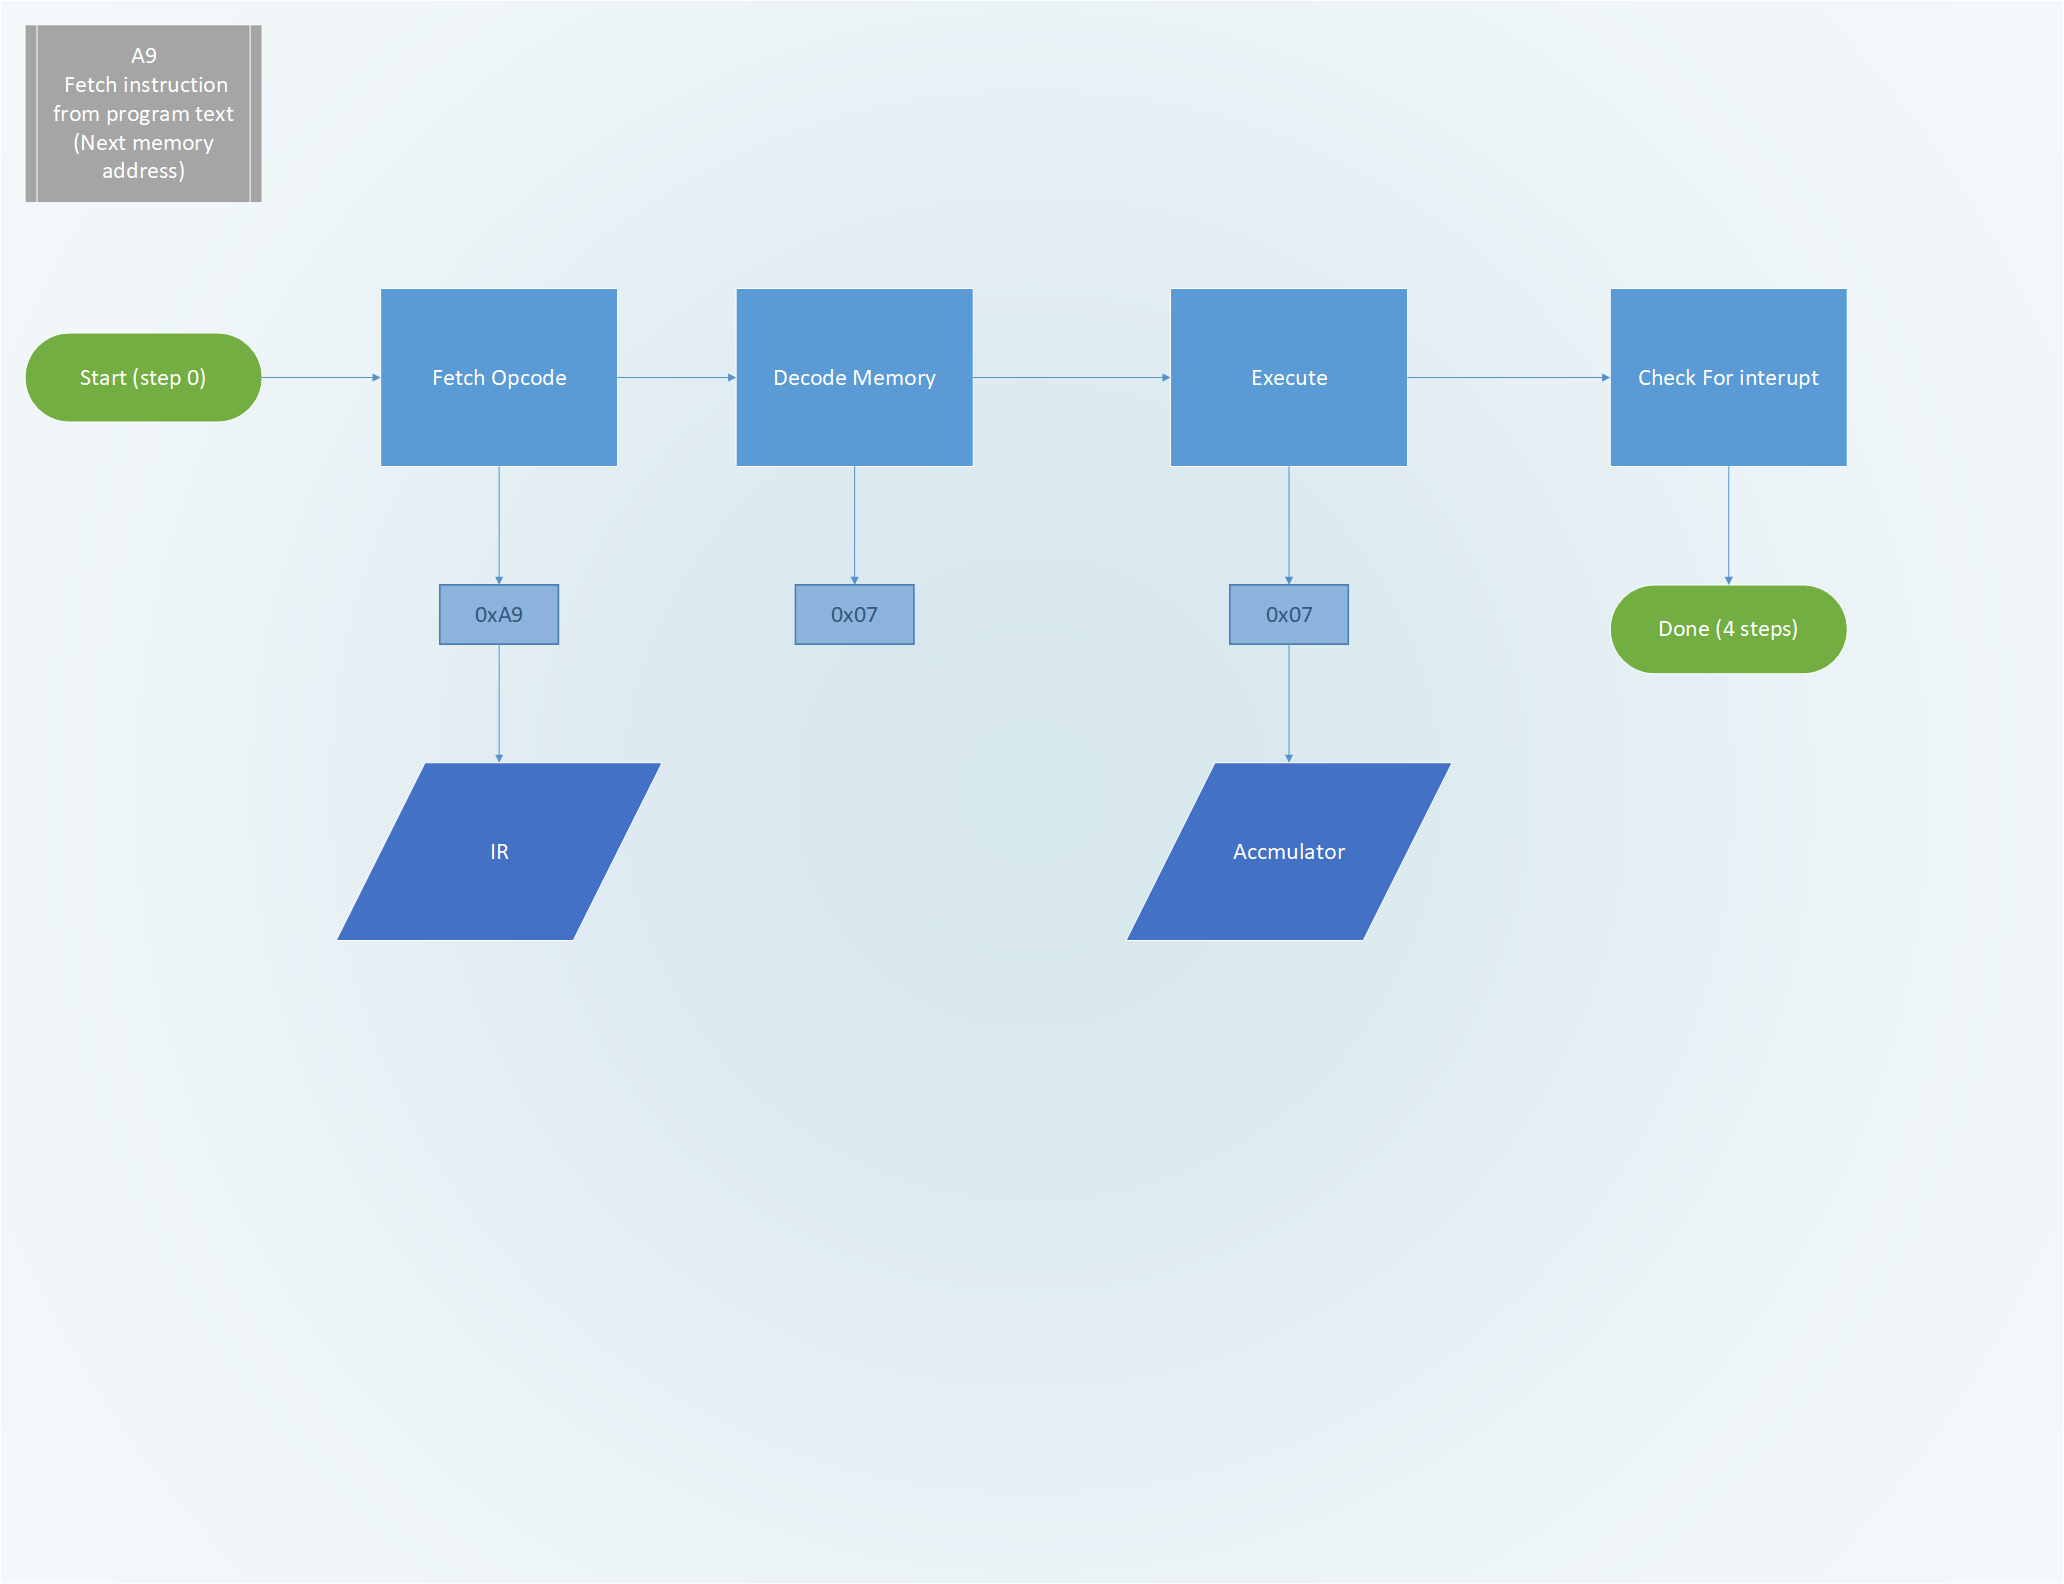 A9
Fetch instruction
from program text
(Next memory
address)
Start (step 0)
Fetch Opcode
Decode Memory
Execute
Check For interupt
0xA9
0x07
0x07
Done (4 steps)
IR
Accmulator